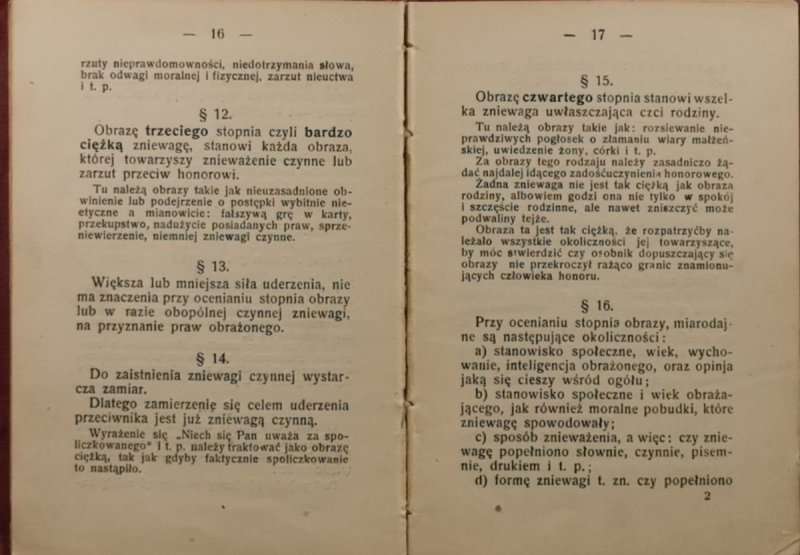 — 16 —
rzuty nieprawdomowności, niedotrzymania słowa,
brak odwagi moralnej i fizycznej, zarzut nieuctwa
i t. p.
§ 12.
Obrazę trzeciego stopnia czyli bardzo
ciężką zniewagę, stanowi każda obraza,
której towarzyszy znieważenie czynne lub
zarzut przeciw honorowi.
Tu należą obrazy takie jak nieuzasadnione ob-
winienie lub podejrzenie o postępki wybitnie nie-
etyczne a mianowicie: fałszywą grę w karty,
przekupstwo, nadużycie posiadanych praw, sprze-
niewierzenie, niemniej zniewagi czynne.
§ 13.
Większa lub mniejsza siła uderzenia, nie
ma znaczenia przy ocenianiu stopnia obrazy
lub w razie obopólnej czynnej zniewagi,
na przyznanie praw obrażonego.
§ 14.
Do zaistnienia zniewagi czynnej wystar-
cza zamiar.
Dlatego zamierzenie się celem uderzenia
przeciwnika jest już zniewagą czynną.
Wyrażenie się „Niech się Pan uważa za spo-
liczkowanego" i t. p. należy traktować jako obrazę
ciężką, tak jak gdyby faktycznie spoliczkowanie
to nastąpiło.
— 17 —
§ 15.
Obrazę czwartego stopnia stanowi wszel-
ka zniewaga uwłaszczająca czci rodziny.
Tu należą obrazy takie jak: rozsiewanie nie-
prawdziwych pogłosek o złamaniu wiary małżeń-
skiej, uwiedzenie żony, córki i t. p.
Za obrazy tego rodzaju należy zasadniczo żą-
dać najdalej idącego zadośćuczynienia honorowego.
Żadna zniewaga nie jest tak ciężką jak obraza
rodziny, albowiem godzi ona nie tylko w spokój
i szczęście rodzinne, ale nawet zniszczyć może
podwaliny tejże.
Obraza ta jest tak ciężką. że rozpatrzyćby na-
leżało wszystkie okoliczności jej towarzyszące,
by móc stwierdzić czy osobnik dopuszczający się
obrazy nie przekroczył rażąco granic znamionu-
jących człowieka honoru.
§ 16.
Przy ocenianiu stopnia obrazy, miarodaj-
ne są następujące okoliczności:
a) stanowisko społeczne, wiek, wycho-
wanie, inteligencja obrażonego, oraz opinja
jaką się cieszy wśród ogółu;
b) stanowisko społeczne i wiek obraża-
jącego, jak również moralne pobudki, które
zniewagę spowodowały;
c) sposób znieważenia, a więc: czy znie-
wagę popełniono słownie, czynnie, pisem-
nie, drukiem i t. p.;
d) formę zniewagi t. zn. czy popełniono
2